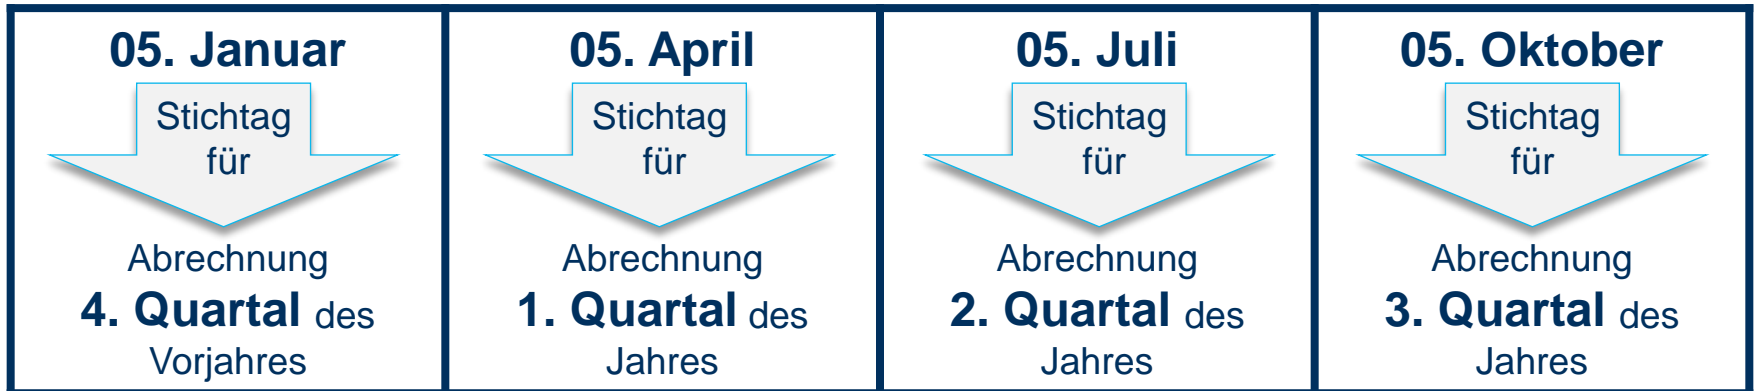 05. Januar
Stichtag
für
Abrechnung
4. Quartal des
Vorjahres
05. April
Stichtag
für
Abrechnung
1. Quartal des
Jahres
05. Juli
Stichtag
für
Abrechnung
2. Quartal des
Jahres
05. Oktober
Stichtag
für
Abrechnung
3. Quartal des
Jahres